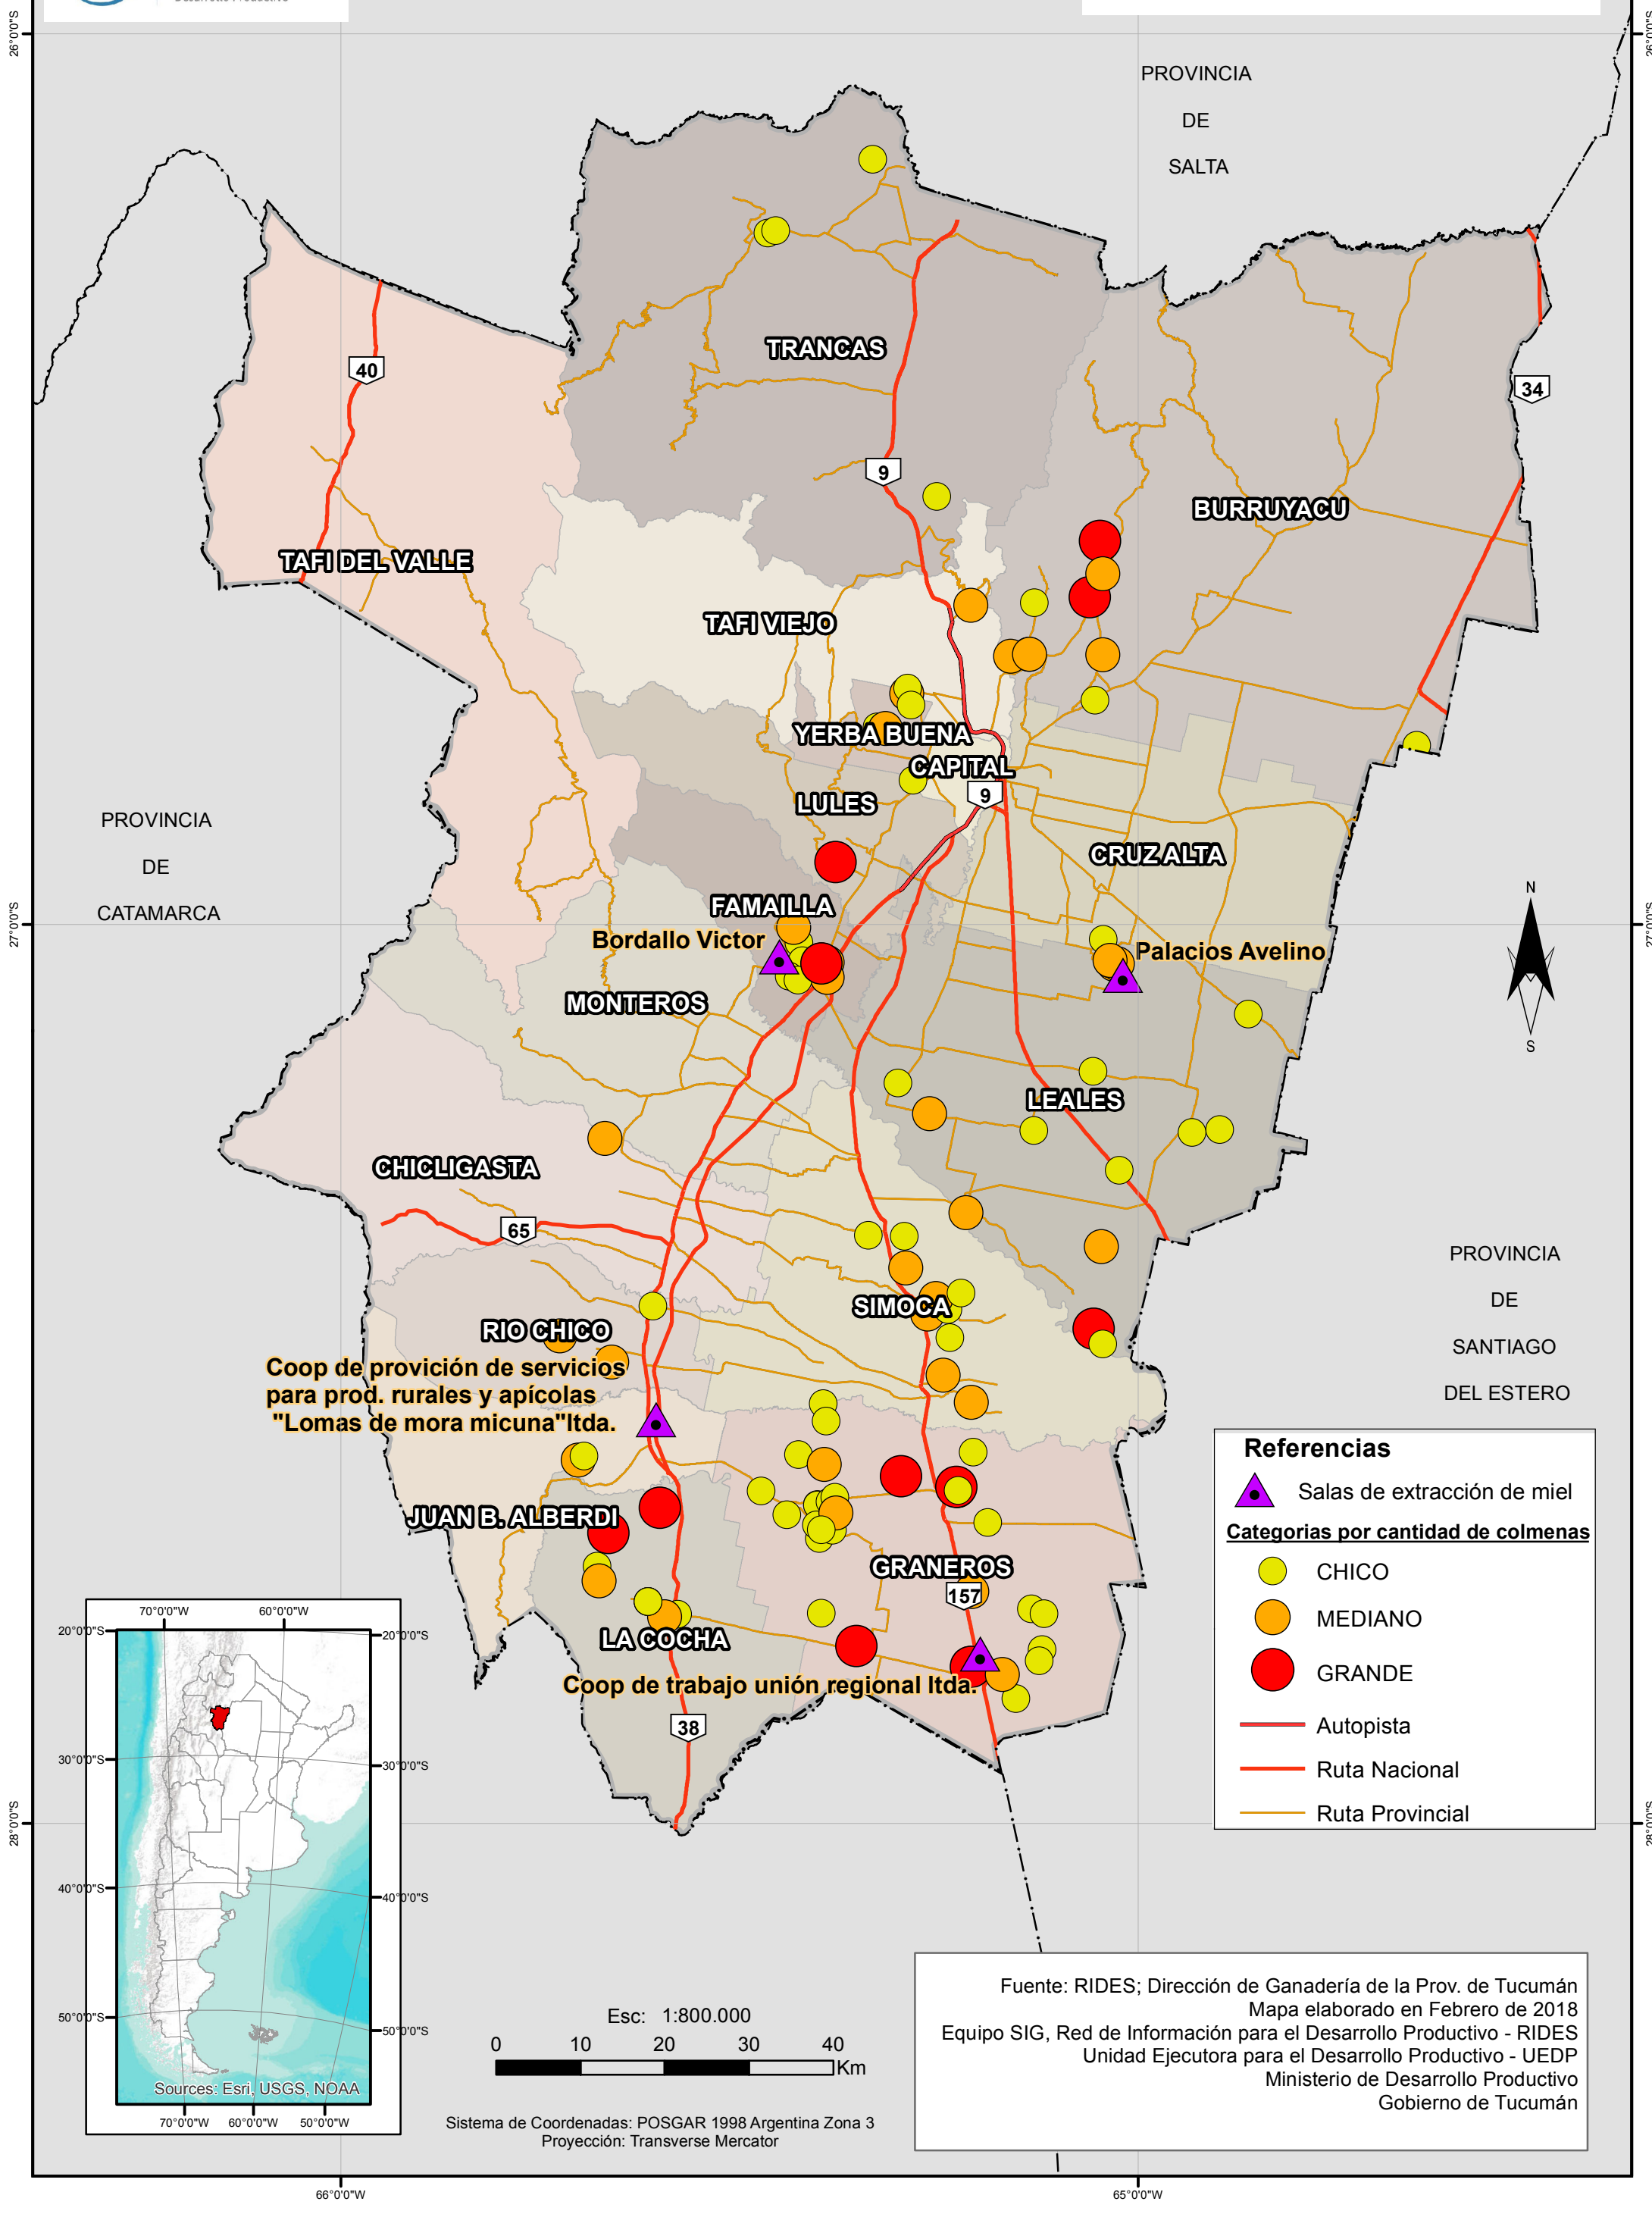 26°0'0"S
26°0'0"S
PROVINCIA
DE
SALTA
TRANCAS
40
34
9
BURRUYACU
TAFI DEL VALLE
TAFI VIEJO
YERBA BUENA
CAPITAL
9
LULES
PROVINCIA
DE
CATAMARCA
CRUZ ALTA
FAMAILLA
N
S
27°0'0"S
27°0'0"S
Bordallo Victor
Palacios Avelino
MONTEROS
LEALES
CHICLIGASTA
65
PROVINCIA
DE
SANTIAGO
DEL ESTERO
SIMOCA
RIO CHICO
Coop de provición de servicios
para prod. rurales y apícolas
"Lomas de mora micuna"ltda.
JUAN B. ALBERDI
GRANEROS
157
LA COCHA
Coop de trabajo unión regional ltda.
38
Referencias
Salas de extracción de miel
Categorias por cantidad de colmenas
CHICO
MEDIANO
GRANDE
Autopista
Ruta Nacional
Ruta Provincial
28°0'0"S
28°0'0"S
70°0'0"W 60°0'0"W
20°0'0"S 20°0'0"S
30°0'0"S 30°0'0"S
40°0'0"S 40°0'0"S
50°0'0"S 50°0'0"S
Sources: Esri, USGS, NOAA
70°0'0"W 60°0'0"W 50°0'0"W
Esc: 1:800.000
0 10 20 30 40
Km
Sistema de Coordenadas: POSGAR 1998 Argentina Zona 3
Proyección: Transverse Mercator
Fuente: RIDES; Dirección de Ganadería de la Prov. de Tucumán
Mapa elaborado en Febrero de 2018
Equipo SIG, Red de Información para el Desarrollo Productivo - RIDES
Unidad Ejecutora para el Desarrollo Productivo - UEDP
Ministerio de Desarrollo Productivo
Gobierno de Tucumán
66°0'0"W 65°0'0"W